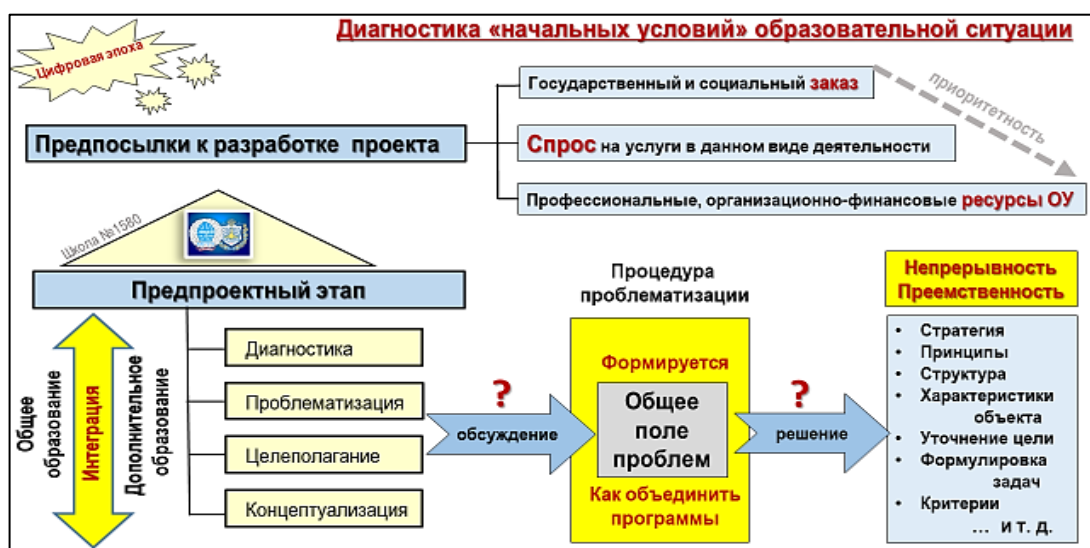 Диагностика «начальных условий» образовательной ситуации
Цифровая эпоха
Государственный и социальный заказ
приоритетность
Предпосылки к разработке проекта
Спрос на услуги в данном виде деятельности
Профессиональные, организационно-финансовые ресурсы ОУ
Школа №1580
Предпроектный этап
Диагностика
Проблематизация
Целеполагание
Концептуализация
Общее
образование
Интеграция
Дополнительное
образование
?
обсуждение
Процедура
проблематизации
Формируется
Общее
поле
проблем
Как объединить
программы
?
решение
Непрерывность
Преемственность
• Стратегия
• Принципы
• Структура
• Характеристики
объекта
• Уточнение цели
• Формулировка
задач
• Критерии
... и т. д.